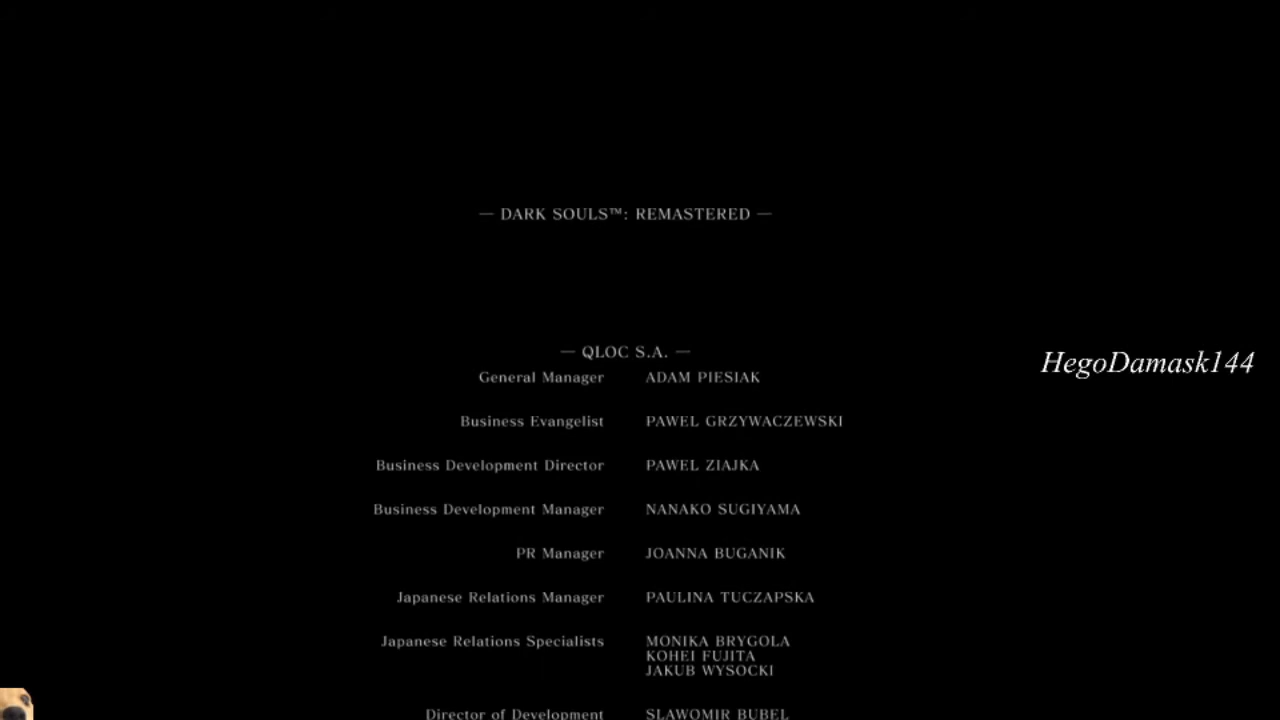 — DARK SOULS™: REMASTERED —
— QLOC S.A. —
General Manager ADAM PIESIAK
HegoDamask144
Business Evangelist PAWEL GRZYWACZEWSKI
Business Development Director PAWEL ZIAJKA
Business Development Manager NANAKO SUGIYAMA
PR Manager JOANNA BUGANIK
Japanese Relations Manager PAULINA TUCZAPSKA
Japanese Relations Specialists MONIKA BRYGOLA
KOHEI FUJITA
JAKUB WYSOCKI
Director of Development SLAWOMIR BUBEL